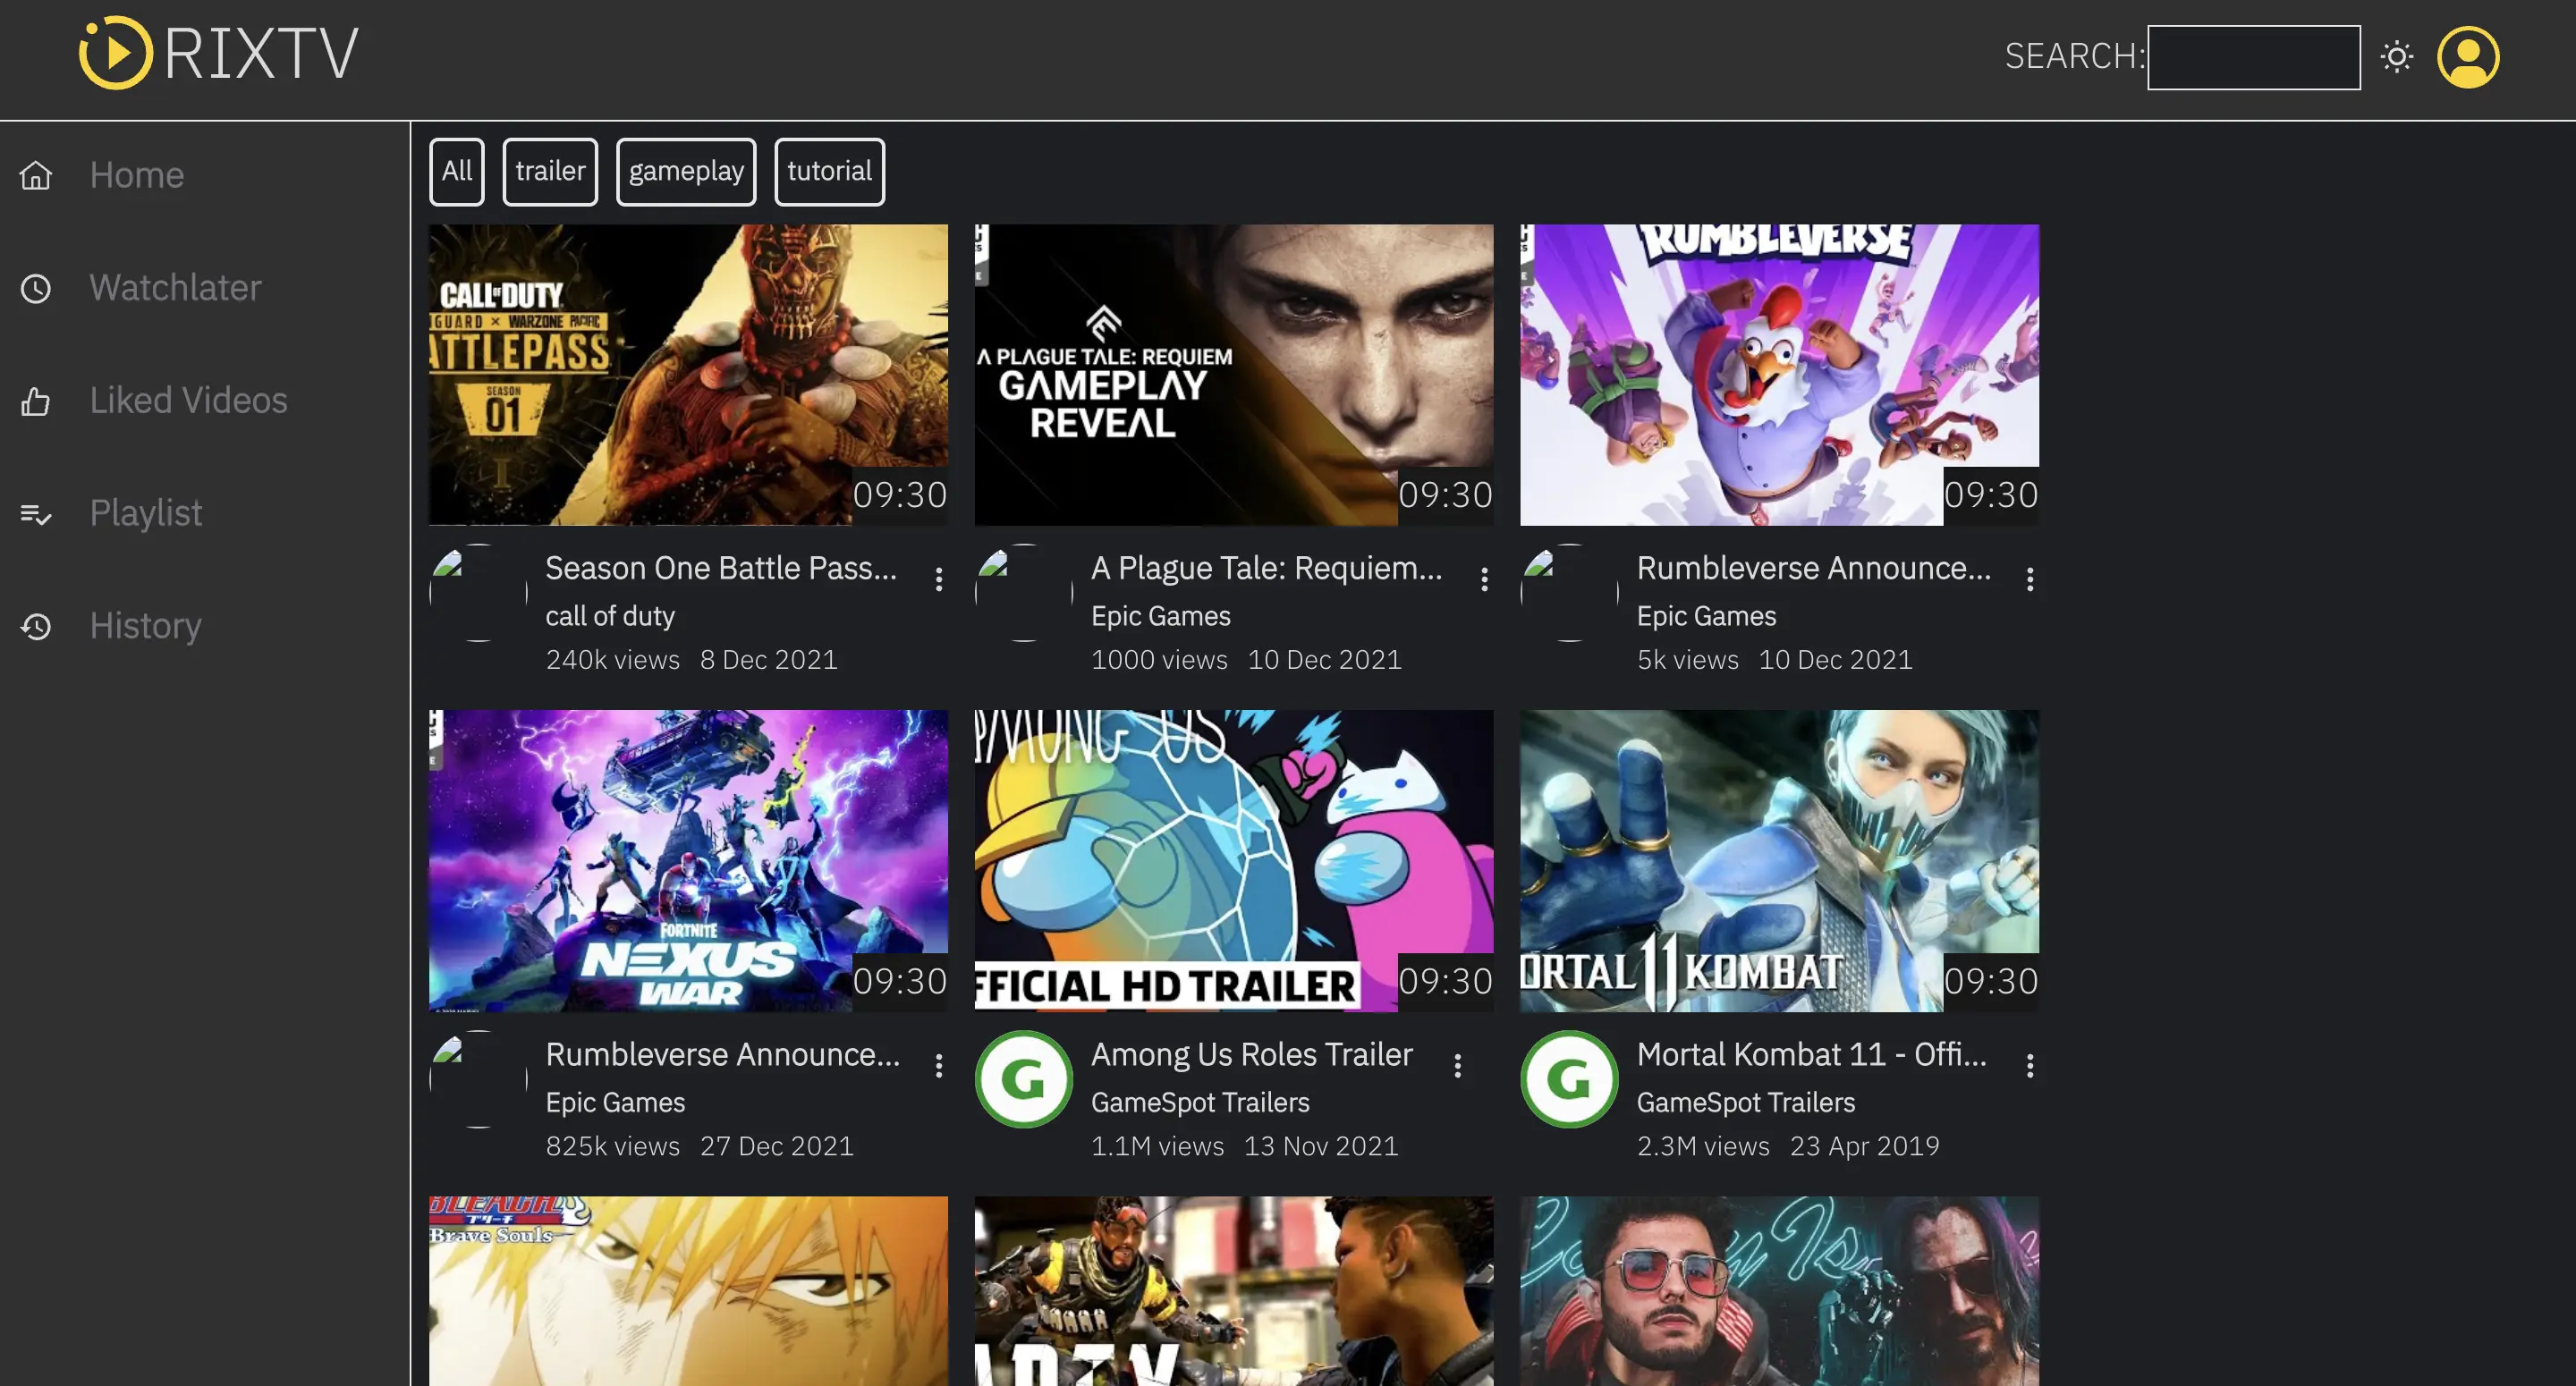 RIXTV
SEARCH:
Home
Watchlater
Liked Videos
Playlist
History
All
trailer
gameplay
tutorial
CALL OF DUTY
GUARD × WARZONE PACIFIC
ATTLEPASS
SEASON
01
09:30
A PLAGUE TALE: REQUIEM
GAMEPLAY
REVEAL
09:30
RUMBLEVERSE
09:30
Season One Battle Pass...
call of duty
240k views 8 Dec 2021
A Plague Tale: Requiem...
Epic Games
1000 views 10 Dec 2021
Rumbleverse Announce...
Epic Games
5k views 10 Dec 2021
FORTNITE
NEXUS
WAR
09:30
AMONG US
FFICIAL HD TRAILER
09:30
ORTAL 11 KOMBAT
09:30
Rumbleverse Announce...
Epic Games
825k views 27 Dec 2021
G
Among Us Roles Trailer
GameSpot Trailers
1.1M views 13 Nov 2021
G
Mortal Kombat 11 - Offi...
GameSpot Trailers
2.3M views 23 Apr 2019
BLEACH
ブリーチ
Brave Souls